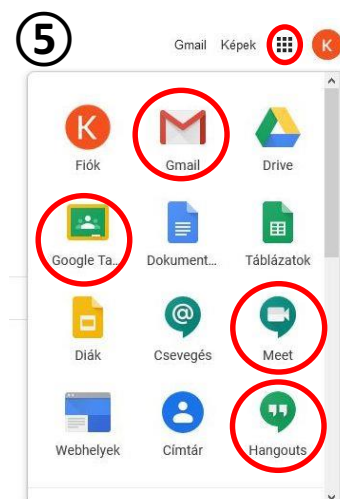 5
Gmail Képek K
K
Fiók Gmail Drive
Google Ta... Dokument... Táblázatok
@
Diák Csevegés Meet
Webhelyek Címtár Hangouts